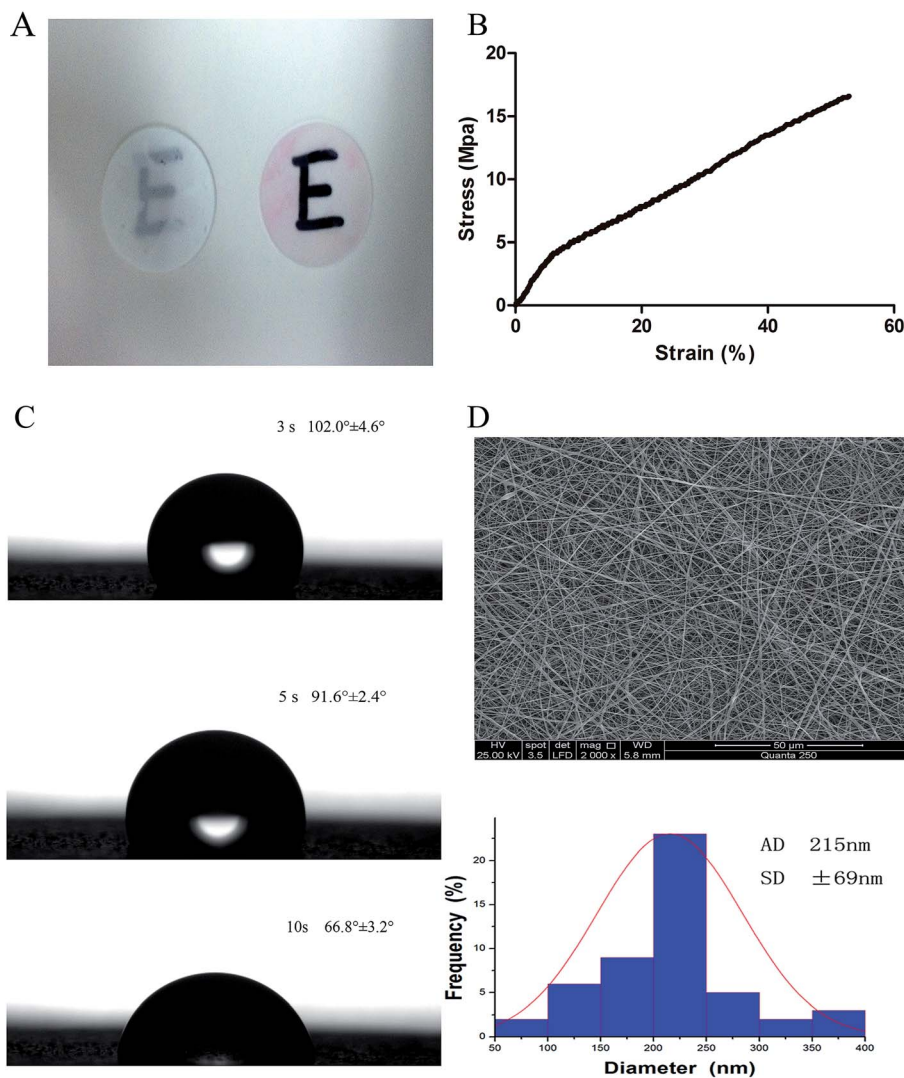 A
E
E
B
20
15
10
5
0
Stress (Mpa)
0 20 40 60
Strain (%)
C
3 s 102.0°±4.6°
5 s 91.6°±2.4°
10s 66.8°±3.2°
D
HV spot det mag WD 50 µm
25.00 kV 3.5 LFD 2 000 x 5.8 mm Quanta 250
AD 215nm
SD ±69nm
20
15
10
5
0
Frequency (%)
50 100 150 200 250 300 350 400
Diameter (nm)